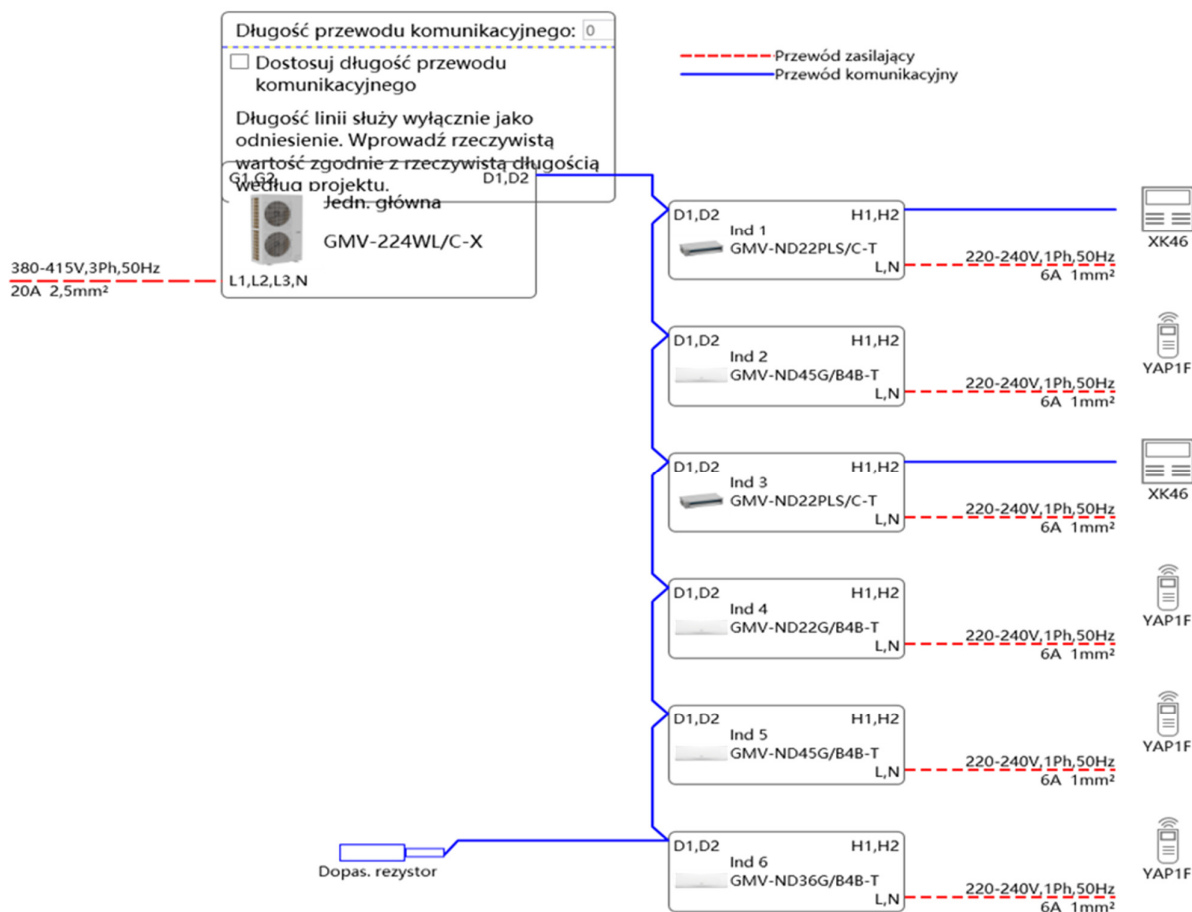 Długość przewodu komunikacyjnego: 0
Dostosuj długość przewodu
komunikacyjnego
Długość linii służy wyłącznie jako
odniesienie. Wprowadź rzeczywistą
wartość zgodnie z rzeczywistą długością
według projektu.
Przewód zasilający
Przewód komunikacyjny
G1,G2
D1,D2
Jedn. główna
GMV-224WL/C-X
L1,L2,L3,N
380-415V,3Ph,50Hz
20A 2,5mm²
D1,D2
H1,H2
Ind 1
GMV-ND22PLS/C-T
L,N
220-240V,1Ph,50Hz
6A 1mm²
XK46
D1,D2
H1,H2
Ind 2
GMV-ND45G/B4B-T
L,N
220-240V,1Ph,50Hz
6A 1mm²
YAP1F
D1,D2
H1,H2
Ind 3
GMV-ND22PLS/C-T
L,N
220-240V,1Ph,50Hz
6A 1mm²
XK46
D1,D2
H1,H2
Ind 4
GMV-ND22G/B4B-T
L,N
220-240V,1Ph,50Hz
6A 1mm²
YAP1F
D1,D2
H1,H2
Ind 5
GMV-ND45G/B4B-T
L,N
220-240V,1Ph,50Hz
6A 1mm²
YAP1F
D1,D2
H1,H2
Ind 6
GMV-ND36G/B4B-T
L,N
220-240V,1Ph,50Hz
6A 1mm²
YAP1F
Dopas. rezystor